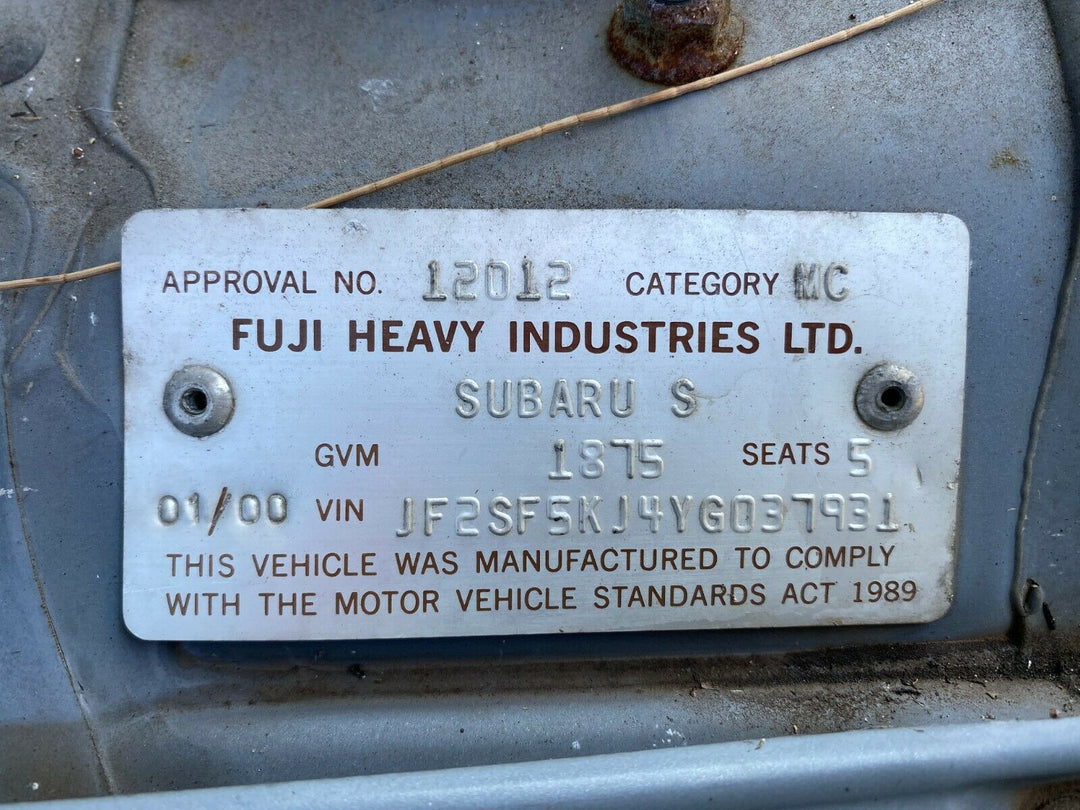 APPROVAL NO. 12012 CATEGORY MC
FUJI HEAVY INDUSTRIES LTD.
SUBARU S
GVM 1875 SEATS 5
01/00 VIN JF2SF5KJ4YG037931
THIS VEHICLE WAS MANUFACTURED TO COMPLY
WITH THE MOTOR VEHICLE STANDARDS ACT 1989